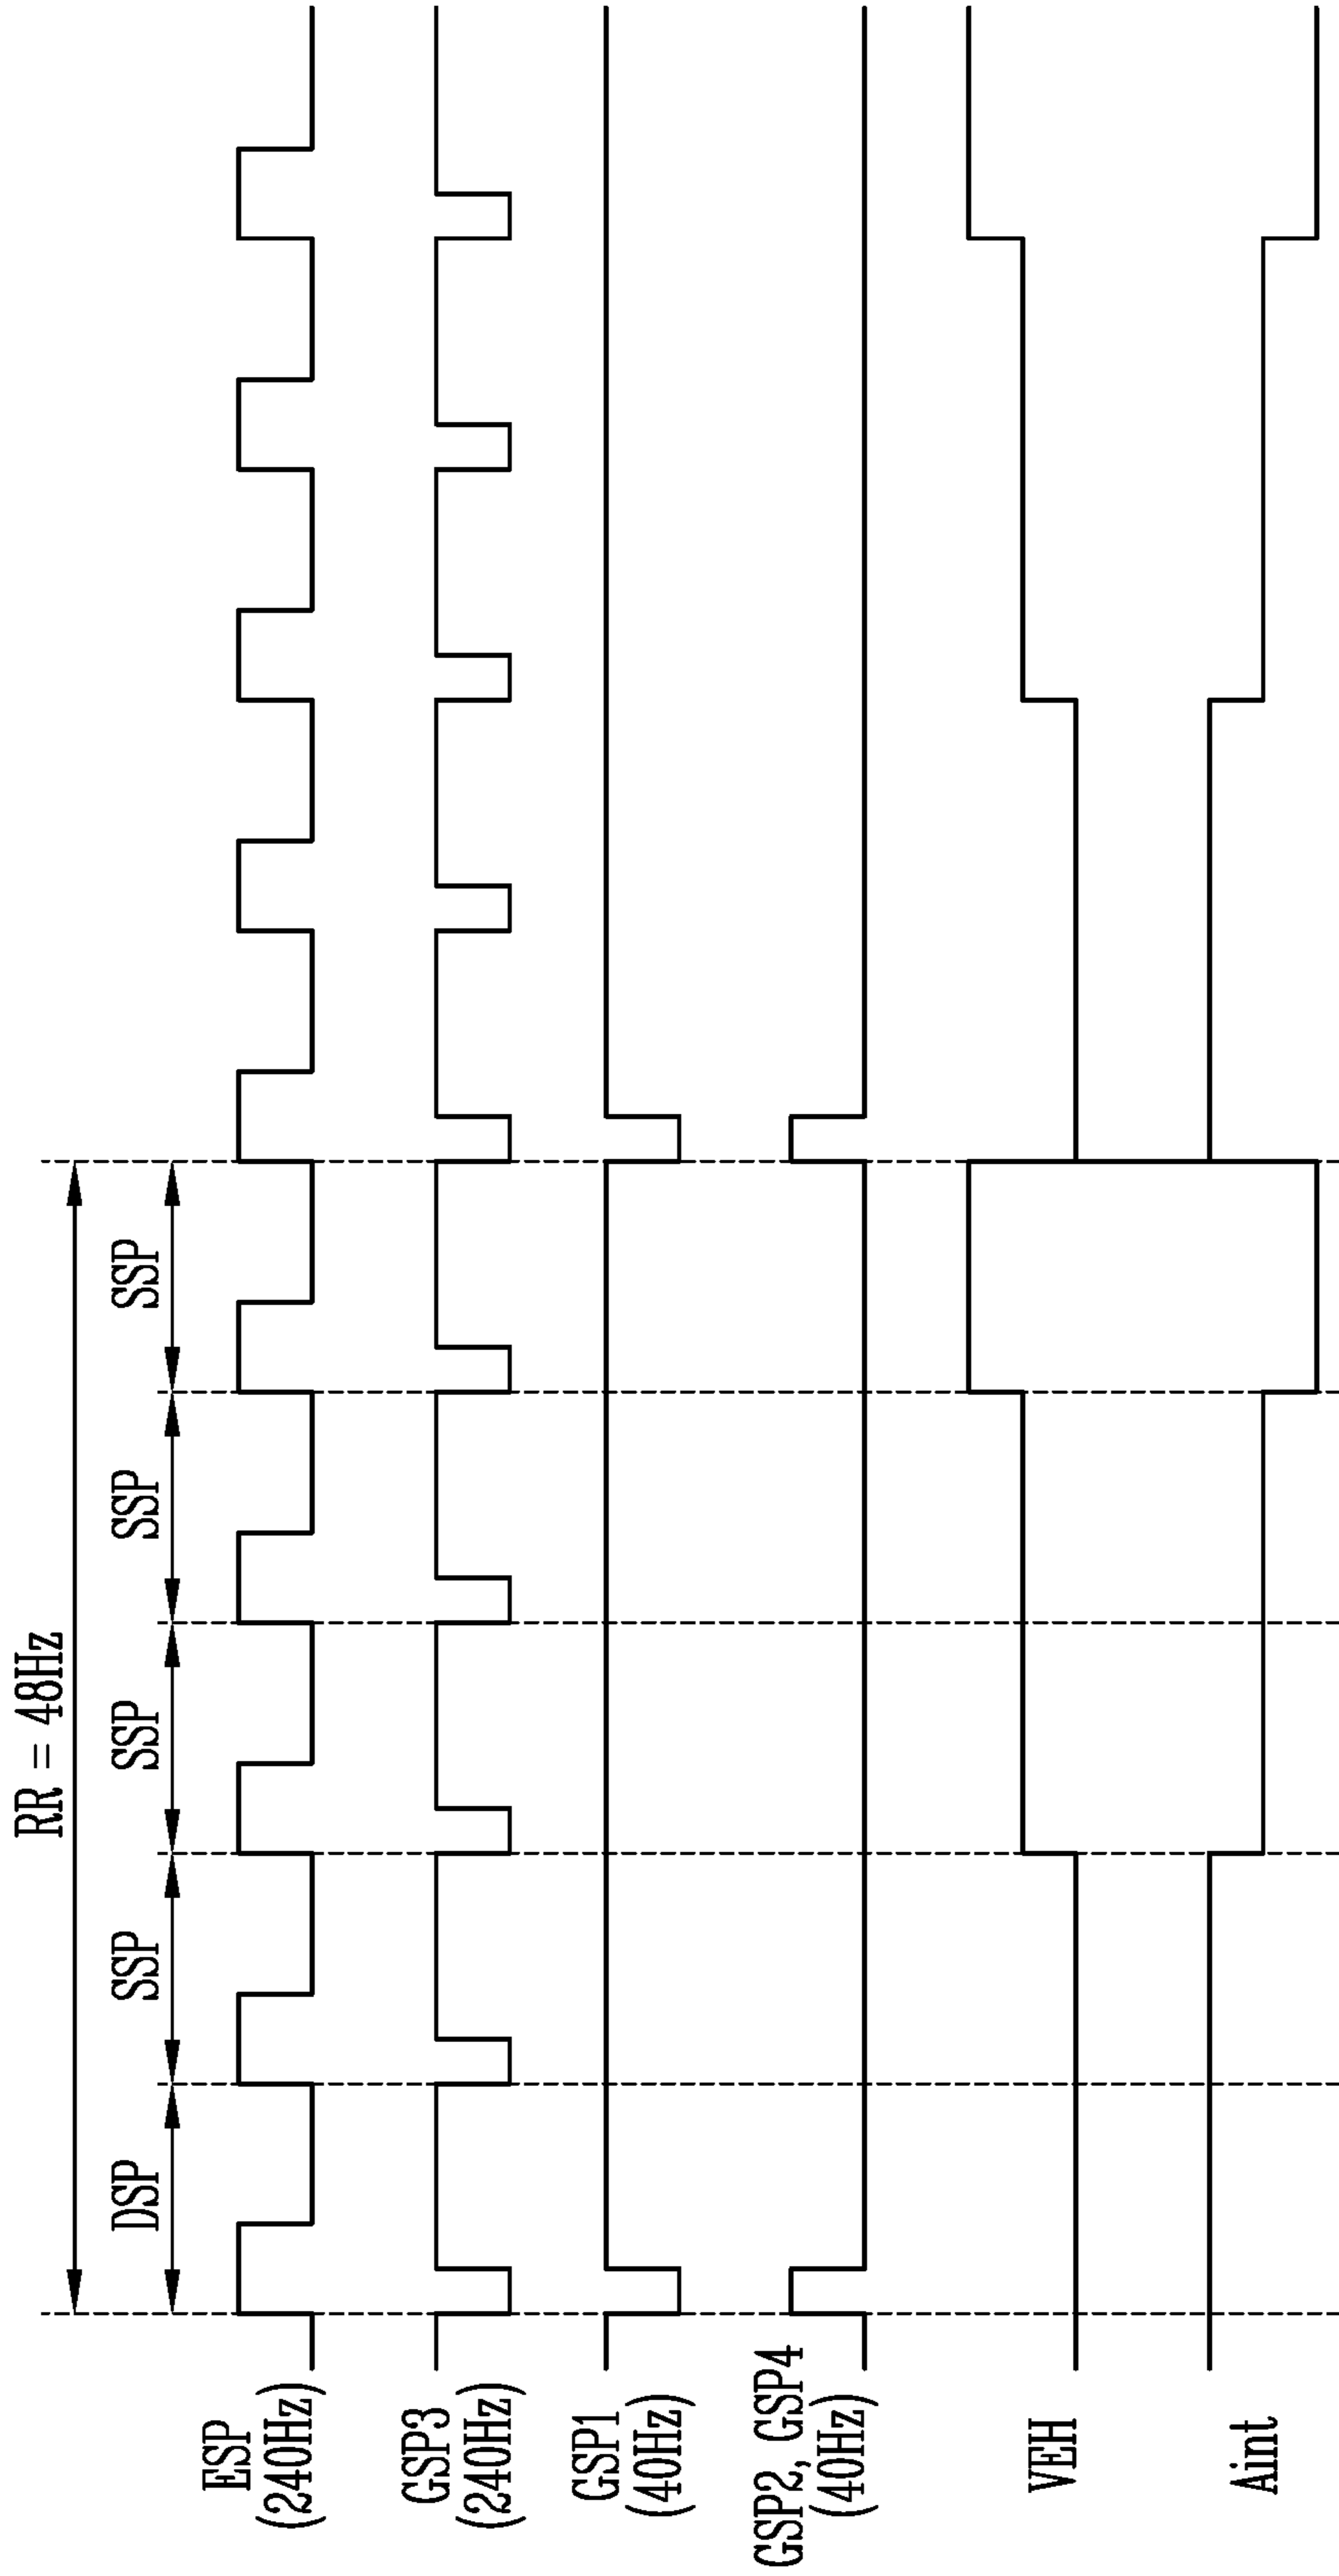 RR = 48Hz
DSP
SSP
SSP
SSP
SSP
ESP
(240Hz)
GSP3
(240Hz)
GSP1
(40Hz)
GSP2, GSP4
(40Hz)
VEH
Aint